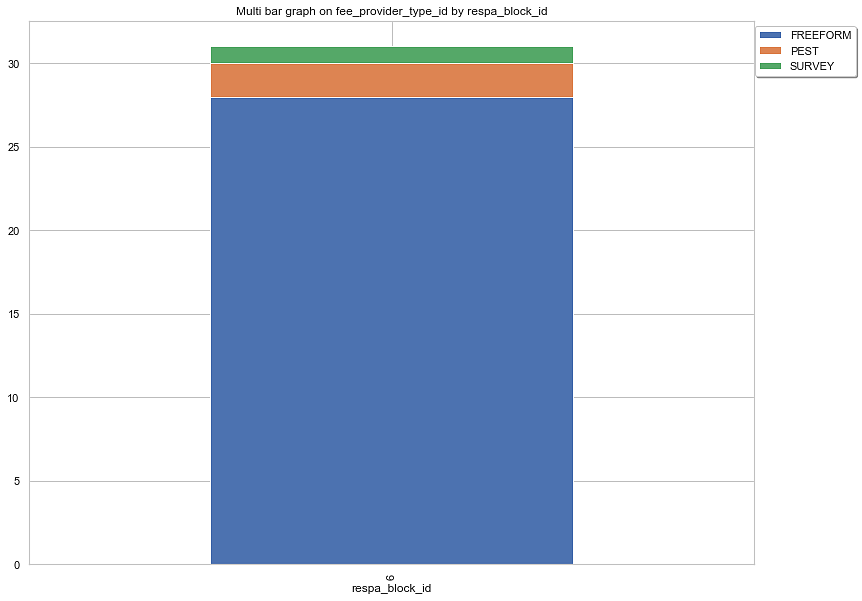 Multi bar graph on fee_provider_type_id by respa_block_id
FREEFORM
PEST
SURVEY
30
25
20
15
10
5
0
6
respa_block_id